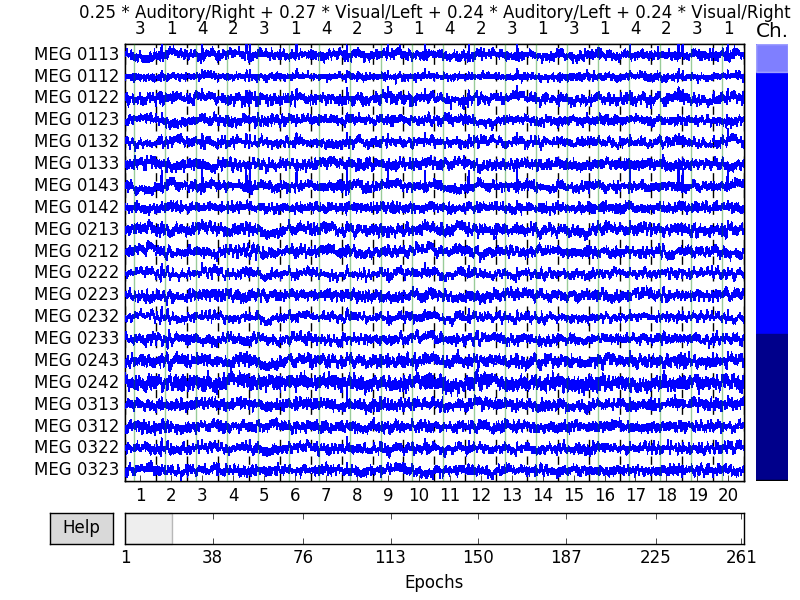 0.25 * Auditory/Right + 0.27 * Visual/Left + 0.24 * Auditory/Left + 0.24 * Visual/Right
3 1 4 2 3 1 4 2 3 1 4 2 3 1 3 1 4 2 3 1
Ch.
MEG 0113
MEG 0112
MEG 0122
MEG 0123
MEG 0132
MEG 0133
MEG 0143
MEG 0142
MEG 0213
MEG 0212
MEG 0222
MEG 0223
MEG 0232
MEG 0233
MEG 0243
MEG 0242
MEG 0313
MEG 0312
MEG 0322
MEG 0323
1 2 3 4 5 6 7 8 9 10 11 12 13 14 15 16 17 18 19 20
Help
1 38 76 113 150 187 225 261
Epochs